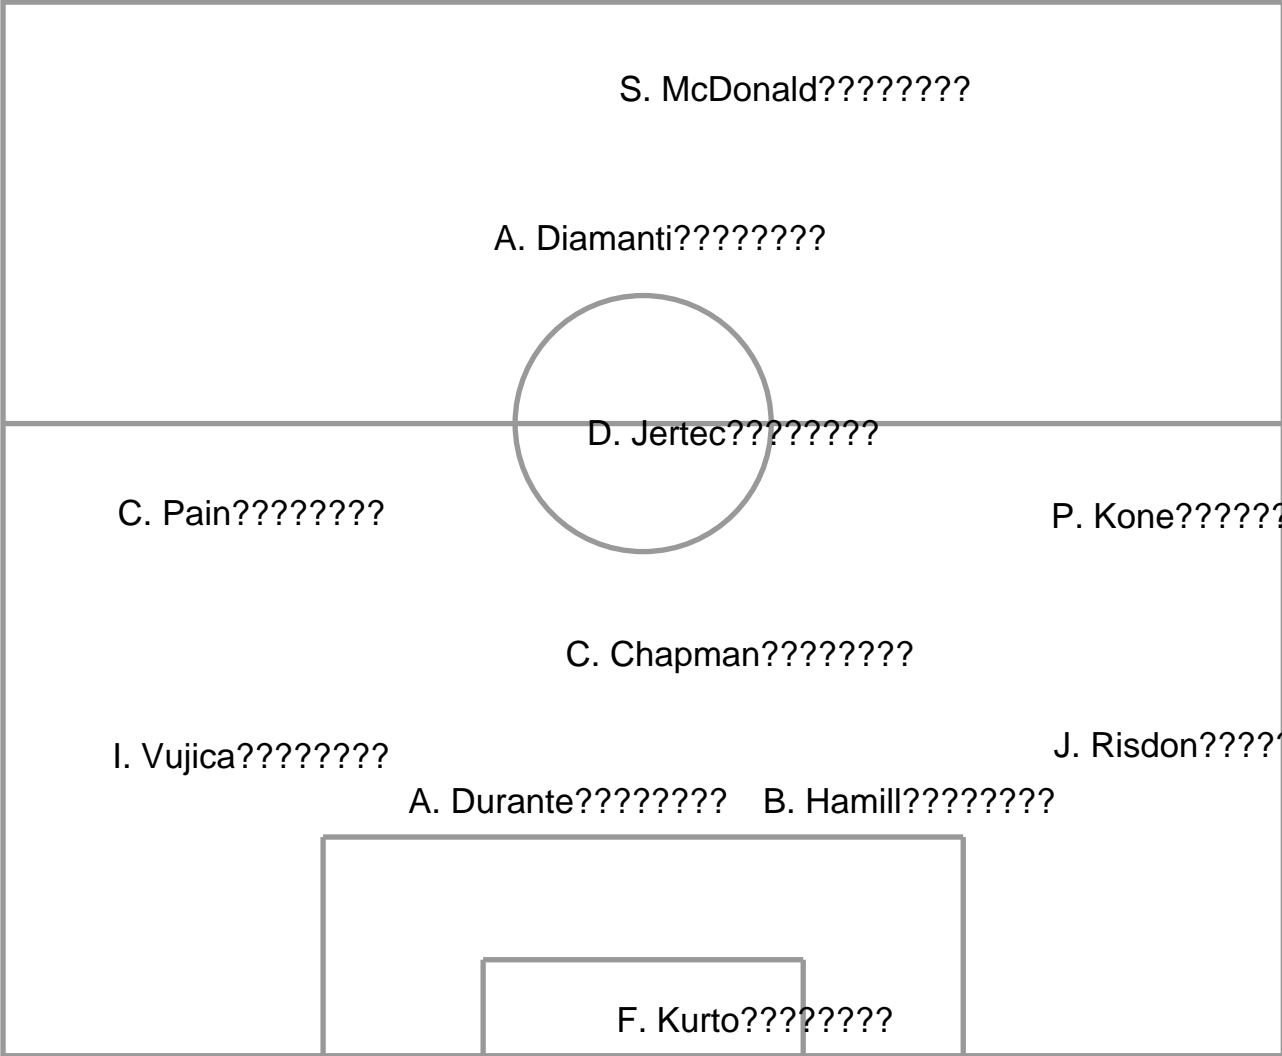 S. McDonald????????
A. Diamanti????????
D. Jertec????????
C. Pain????????
P. Kone??????
C. Chapman????????
J. Risdon?????
I. Vujica????????
A. Durante???????? B. Hamill????????
F. Kurto????????